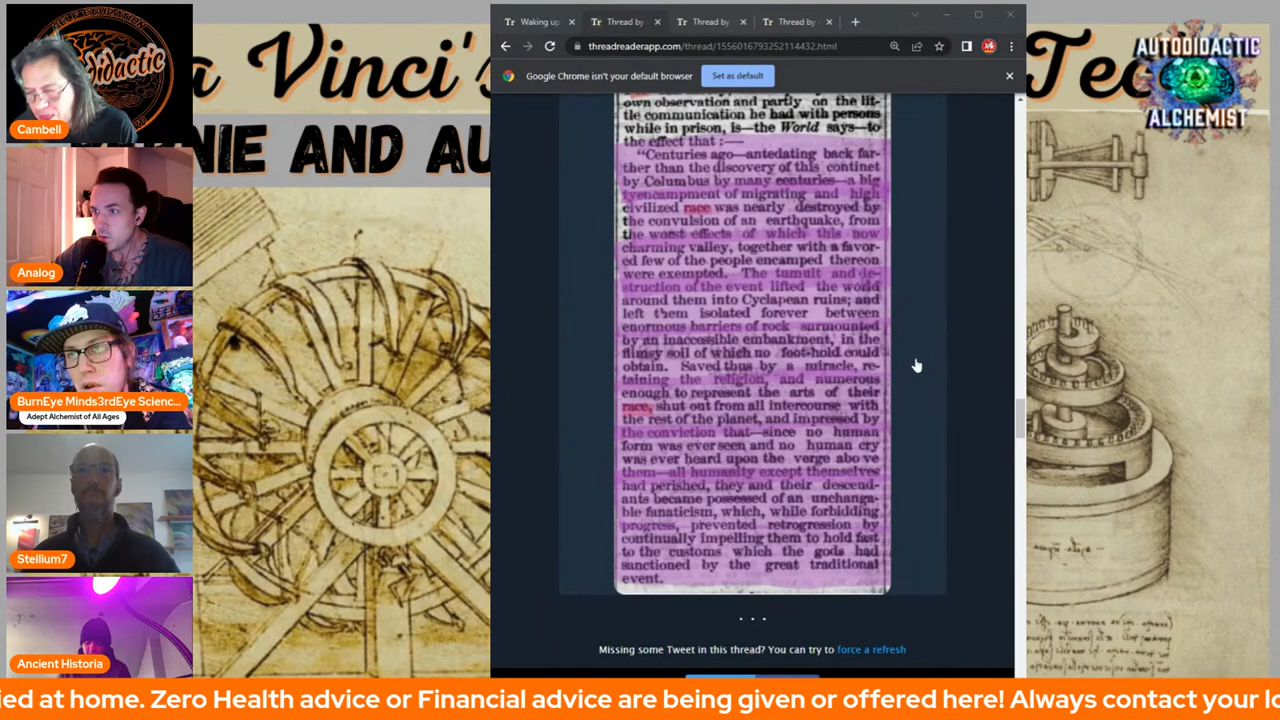 a Vinci's
Tec
NIE AND AU
didactic
Cambell
Analog
BurnEye Minds3rdEye Scienc...
Adept Alchemist of All Ages
Stellium7
Ancient Historia
AUTODIDACTIC
ALCHEMIST
Tr Waking up
Tr Thread by
Tr Thread by
Tr Thread by
threadreaderapp.com/thread/1556016793252114432.html
Google Chrome isn't your default browser
Set as default
own observation and partly on the lit-
tle communication he had with persons
while in prison, is—the World says—to
the effect that :—
"Centuries ago—antedating back far-
ther than the discovery of this continet
by Columbus by many centuries—a big
encampment of migrating and high
civilized race was nearly destroyed by
the convulsion of an earthquake, from
the worst effects of which this now
charming valley, together with a favor-
ed few of the people encamped thereon
were exempted. The tumult and de-
struction of the event lifted the world
around them into Cyclapean ruins; and
left them isolated forever between
enormous barriers of rock surmounted
by an inaccessible embankment, in the
flimsy soil of which no foot-hold could
obtain. Saved thus by a miracle, re-
taining the religion, and numerous
enough to represent the arts of their
race, shut out from all intercourse with
the rest of the planet, and impressed by
the conviction that—since no human
form was ever seen and no human cry
was ever heard upon the verge above
them—all humanity except themselves
had perished, they and their descend-
ants became possessed of an unchanga-
ble fanaticism, which, while forbidding
progress, prevented retrogression by
continually impelling them to hold fast
to the customs which the gods had
sanctioned by the great traditional
event.
Missing some Tweet in this thread? You can try to force a refresh
ied at home. Zero Health advice or Financial advice are being given or offered here! Always contact your lo